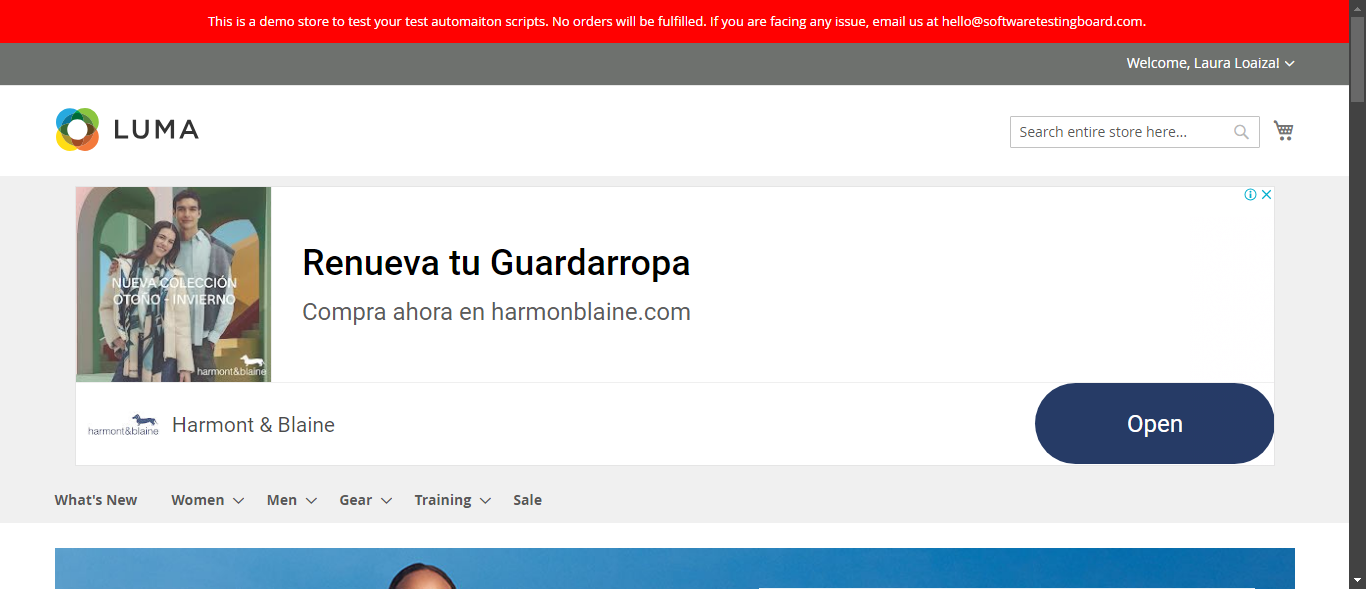 This is a demo store to test your test automaiton scripts. No orders will be fulfilled. If you are facing any issue, email us at hello@softwaretestingboard.com.
Welcome, Laura Loaiza!
LUMA
Search entire store here...
NUEVA COLECCIÓN
OTOÑO - INVIERNO
harmont&blaine
Renueva tu Guardarropa
Compra ahora en harmonblaine.com
harmont&blaine
Harmont & Blaine
Open
What's New
Women
Men
Gear
Training
Sale